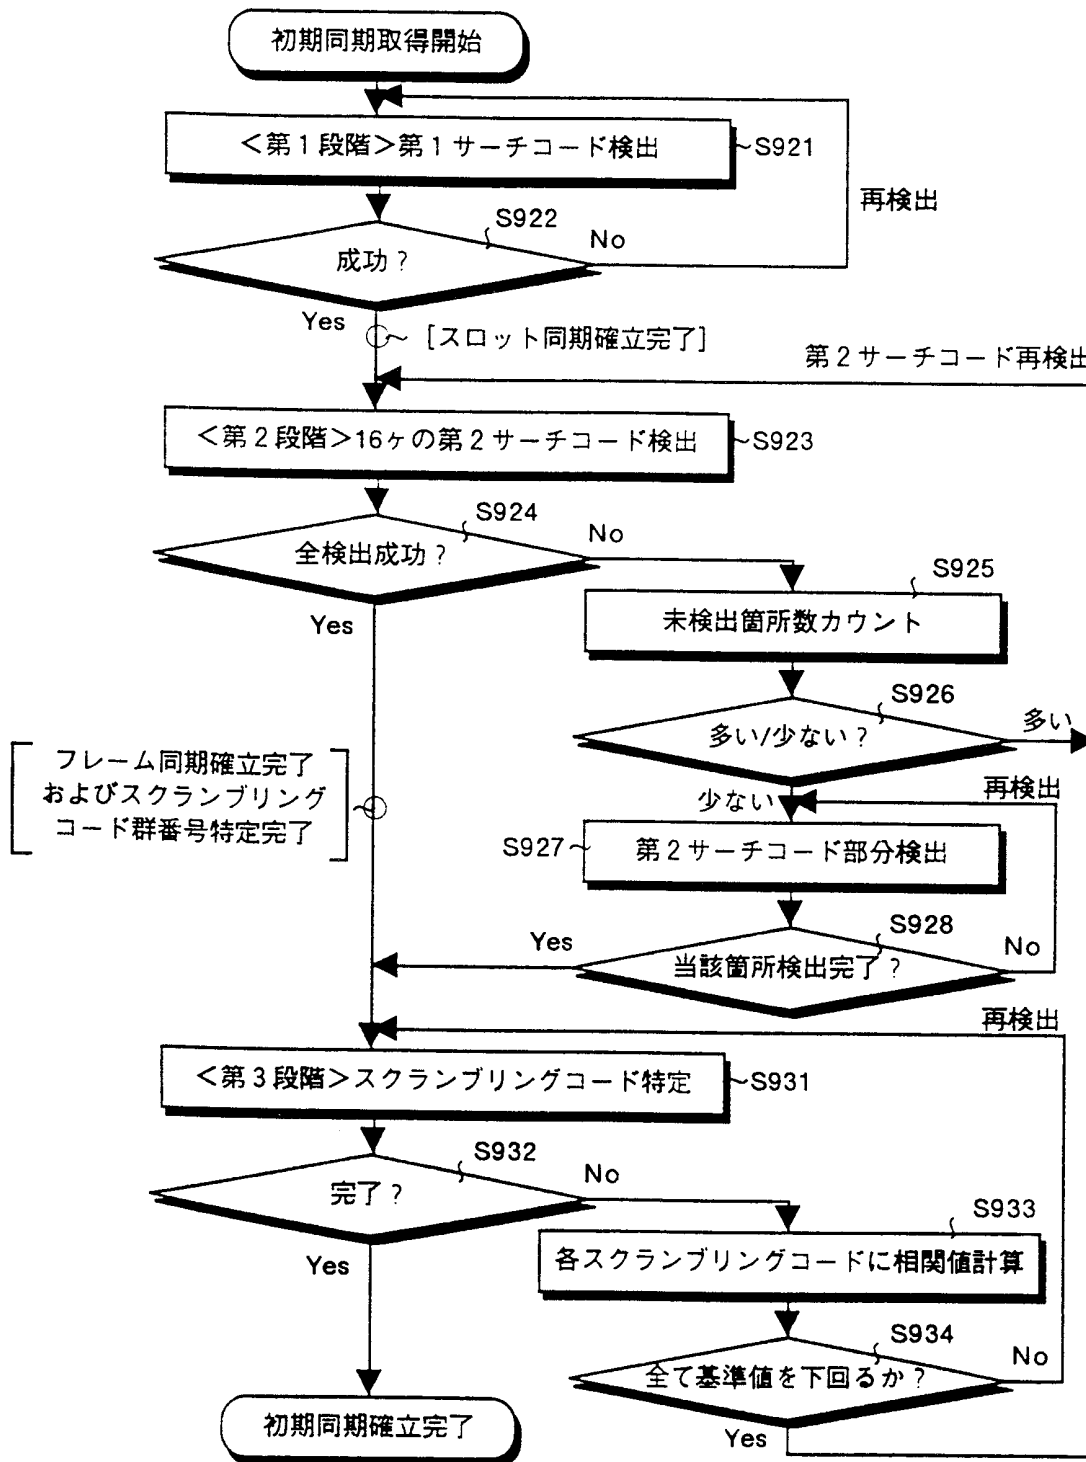 初期同期取得開始
<第1段階>第1サーチコード検出
S921
再検出
S922
成功?
No
Yes
[スロット同期確立完了]
第2サーチコード再検出
<第2段階>16ヶの第2サーチコード検出
S923
S924
全検出成功?
No
Yes
S925
未検出箇所数カウント
S926
多い/少ない?
多い
フレーム同期確立完了
およびスクランブリング
コード群番号特定完了
少ない
再検出
S927
第2サーチコード部分検出
S928
当該箇所検出完了?
Yes
No
再検出
<第3段階>スクランブリングコード特定
S931
S932
完了?
No
Yes
S933
各スクランブリングコードに相関値計算
S934
全て基準値を下回るか?
No
Yes
初期同期確立完了